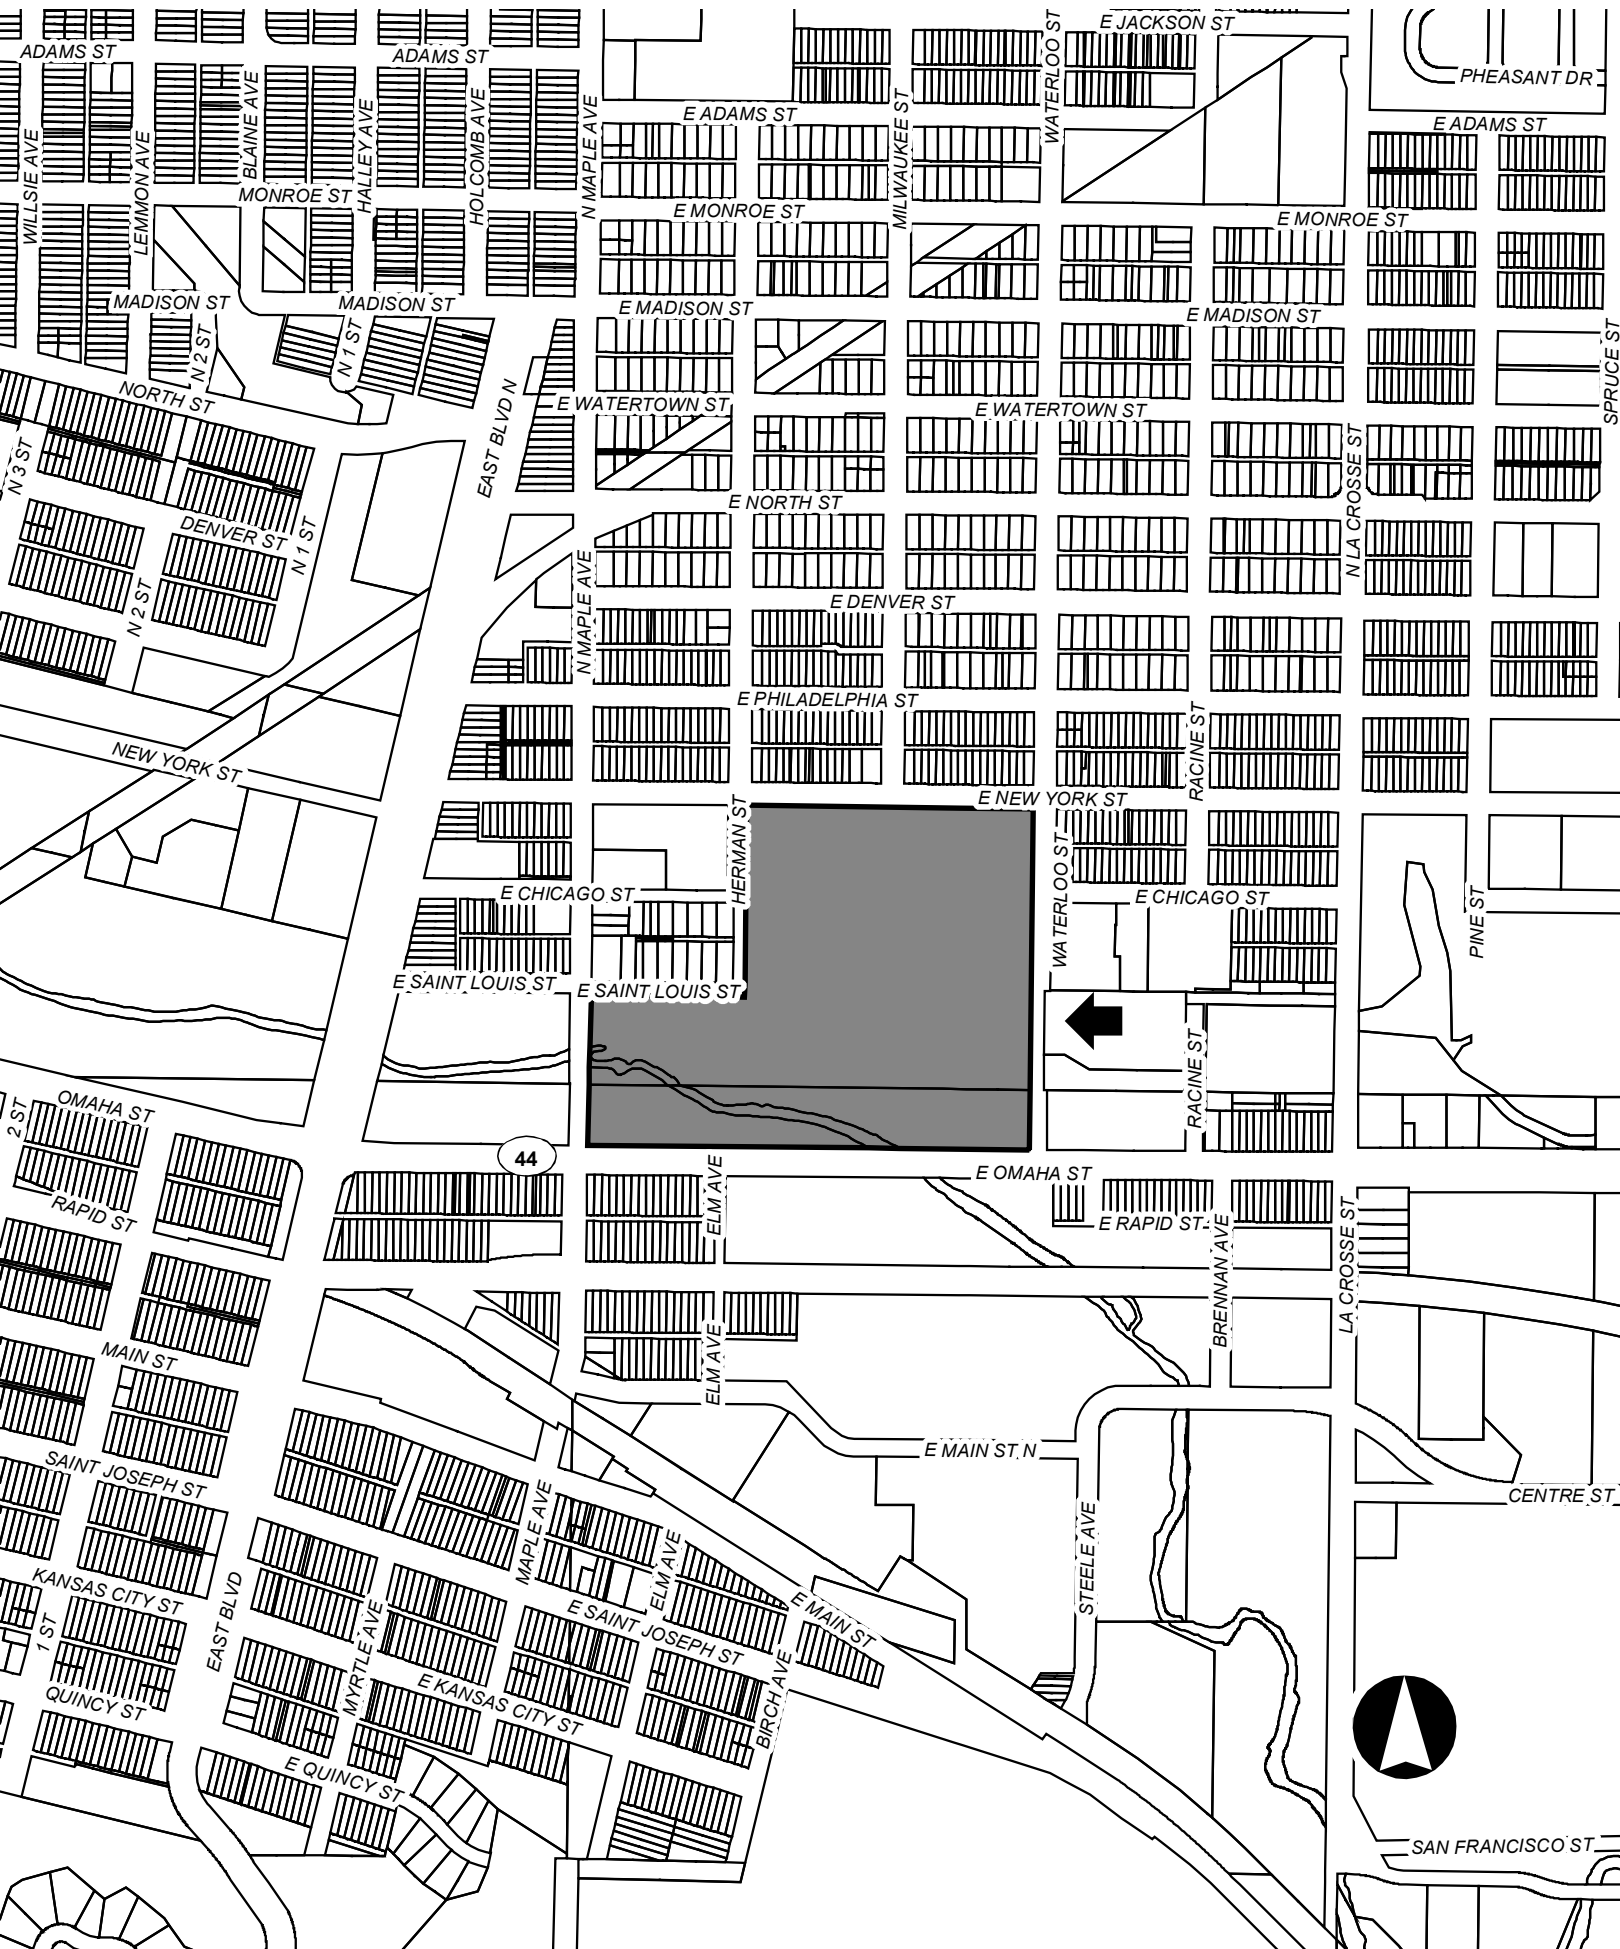 E JACKSON ST
ADAMS ST
ADAMS ST
WATERLOO ST
PHEASANT DR
E ADAMS ST
E ADAMS ST
WILLSIE AVE
LEMMON AVE
BLAINE AVE
HALLEY AVE
HOLCOMB AVE
N MAPLE AVE
MILWAUKEE ST
MONROE ST
E MONROE ST
E MONROE ST
MADISON ST
MADISON ST
E MADISON ST
E MADISON ST
N 2 ST
N 1 ST
SPRUCE ST
NORTH ST
EAST BLVD N
E WATERTOWN ST
E WATERTOWN ST
N 3 ST
N LA CROSSE ST
E NORTH ST
DENVER ST
N 1 ST
N 2 ST
N MAPLE AVE
E DENVER ST
E PHILADELPHIA ST
RACINE ST
NEW YORK ST
E NEW YORK ST
HERMAN ST
WATERLOO ST
E CHICAGO ST
E CHICAGO ST
PINE ST
E SAINT LOUIS ST
E SAINT LOUIS ST
RACINE ST
OMAHA ST
2 ST
44
E OMAHA ST
ELM AVE
RAPID ST
E RAPID ST
BRENNAN AVE
LA CROSSE ST
MAIN ST
ELM AVE
E MAIN ST N
SAINT JOSEPH ST
CENTRE ST
MAPLE AVE
STEELE AVE
ELM AVE
KANSAS CITY ST
EAST BLVD
1 ST
MYRTLE AVE
E SAINT JOSEPH ST
E MAIN ST
BIRCH AVE
QUINCY ST
E KANSAS CITY ST
E QUINCY ST
SAN FRANCISCO ST